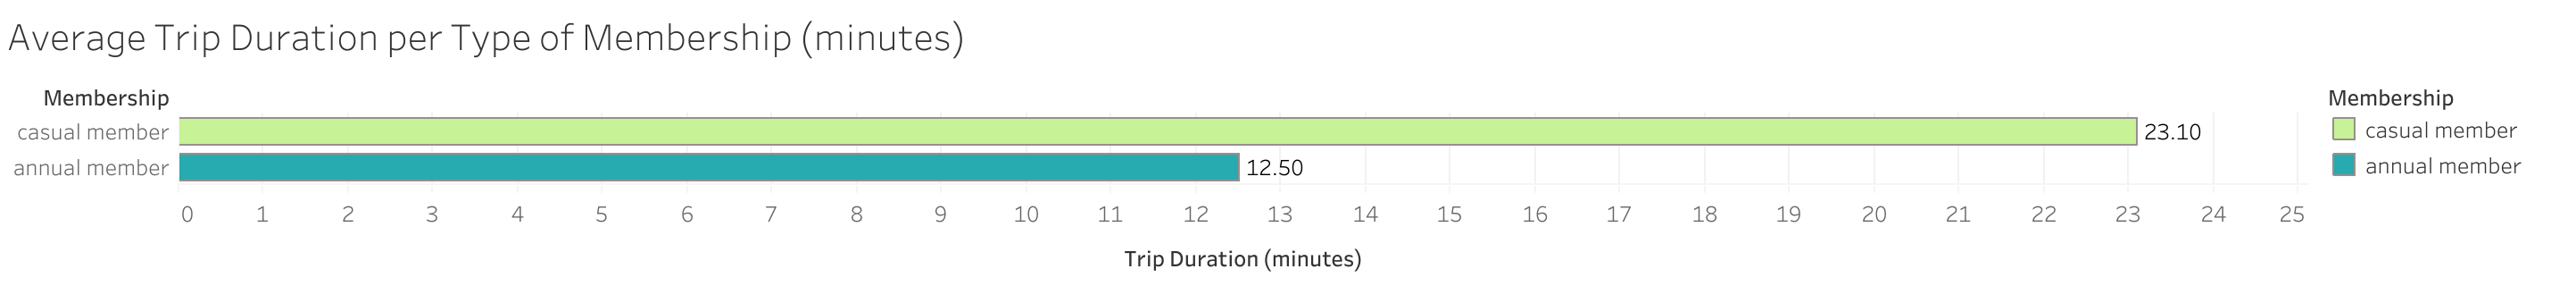 Average Trip Duration per Type of Membership (minutes)
Membership
casual member 23.10
annual member 12.50
0 1 2 3 4 5 6 7 8 9 10 11 12 13 14 15 16 17 18 19 20 21 22 23 24 25
Trip Duration (minutes)
Membership
casual member
annual member